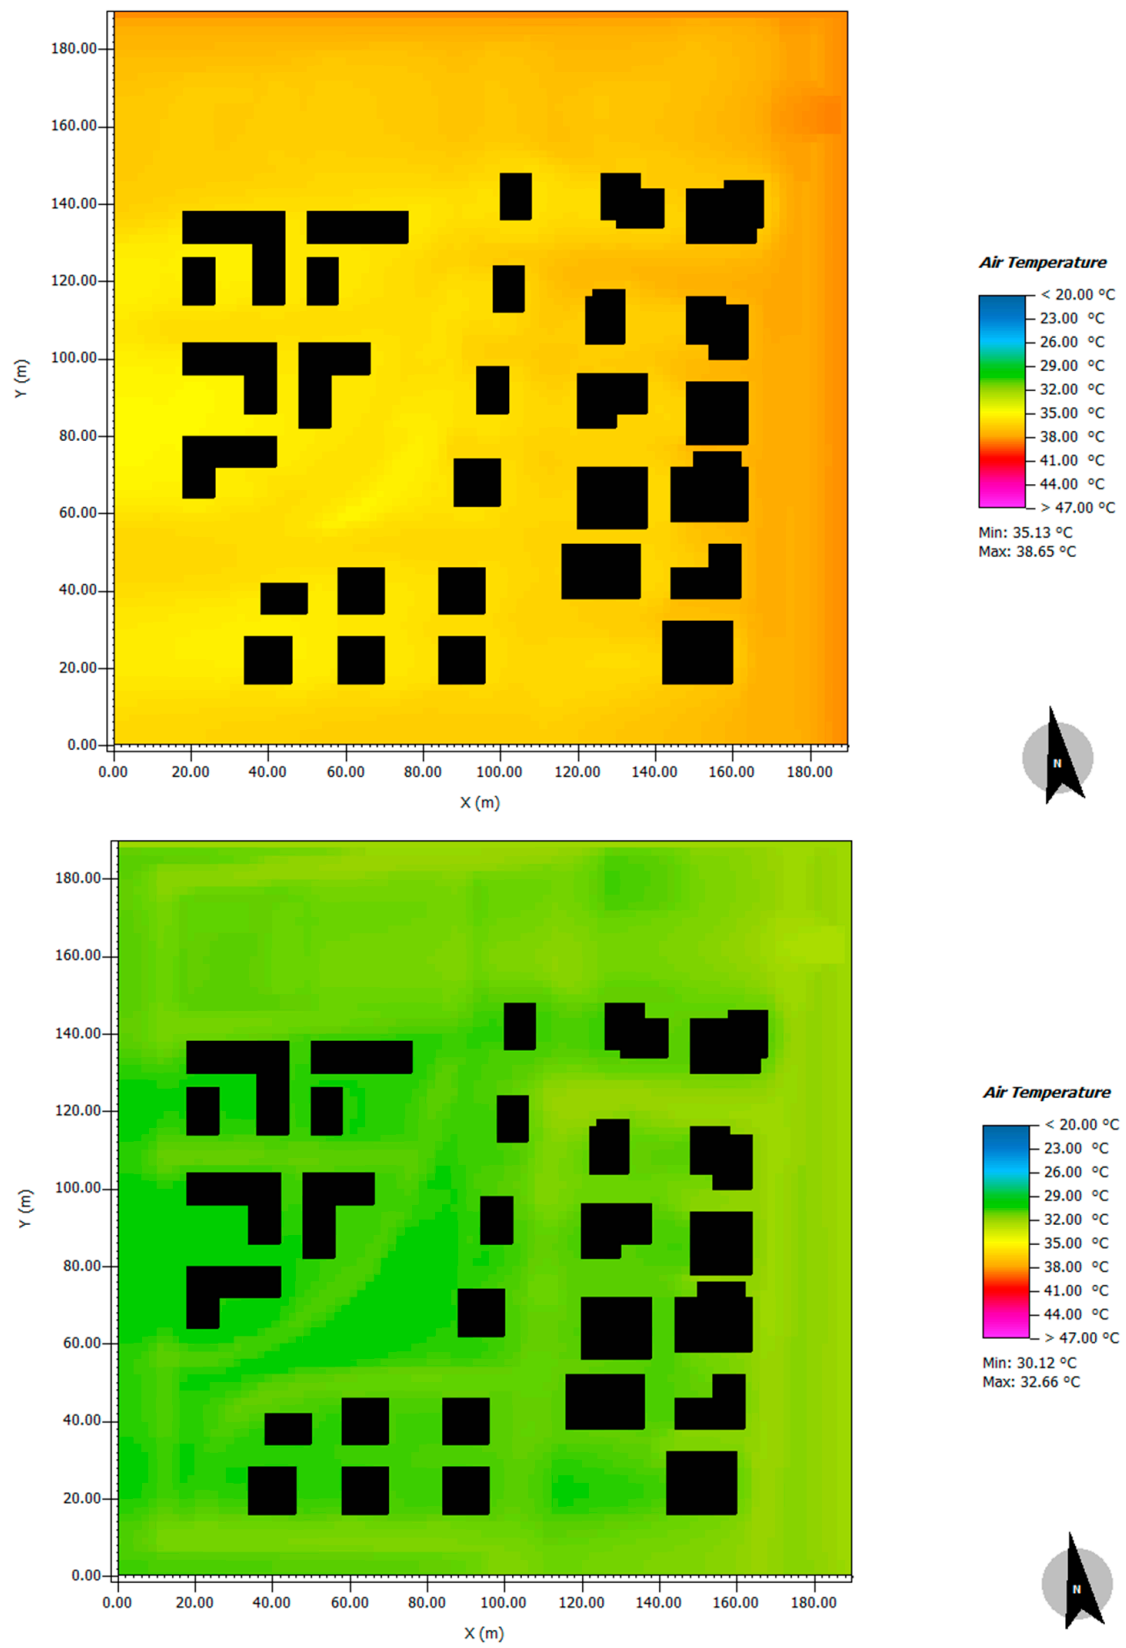 180.00
160.00
140.00
120.00
100.00
80.00
60.00
40.00
20.00
0.00
Y (m)
0.00 20.00 40.00 60.00 80.00 100.00 120.00 140.00 160.00 180.00
X (m)
Air Temperature
< 20.00 °C
23.00 °C
26.00 °C
29.00 °C
32.00 °C
35.00 °C
38.00 °C
41.00 °C
44.00 °C
> 47.00 °C
Min: 35.13 °C
Max: 38.65 °C
N
180.00
160.00
140.00
120.00
100.00
80.00
60.00
40.00
20.00
0.00
Y (m)
0.00 20.00 40.00 60.00 80.00 100.00 120.00 140.00 160.00 180.00
X (m)
Air Temperature
< 20.00 °C
23.00 °C
26.00 °C
29.00 °C
32.00 °C
35.00 °C
38.00 °C
41.00 °C
44.00 °C
> 47.00 °C
Min: 30.12 °C
Max: 32.66 °C
N